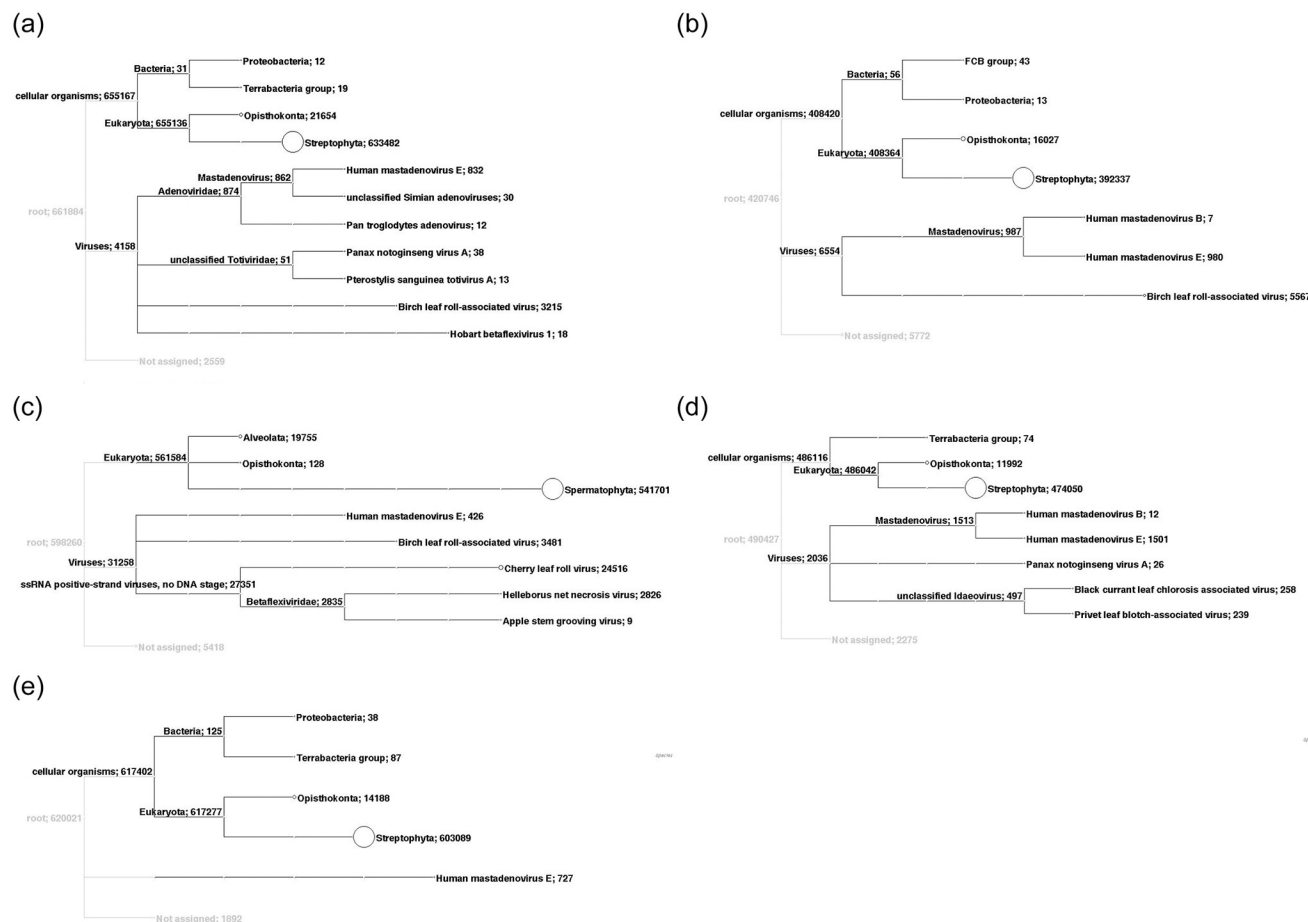 (a)
Proteobacteria; 12
Bacteria; 31
Terrabacteria group; 19
cellular organisms; 655167
Opisthokonta; 21654
Eukaryota; 655136
Streptophyta; 633482
Human mastadenovirus E; 832
Mastadenovirus; 862
Adenoviridae; 874
unclassified Simian adenoviruses; 30
root; 661884
Pan troglodytes adenovirus; 12
Viruses; 4158
Panax notoginseng virus A; 38
unclassified Totiviridae; 51
Pterostylis sanguinea totivirus A; 13
Birch leaf roll-associated virus; 3215
Hobart betaflexivirus 1; 18
Not assigned; 2559
(b)
FCB group; 43
Bacteria; 56
Proteobacteria; 13
cellular organisms; 408420
Opisthokonta; 16027
Eukaryota; 408364
Streptophyta; 392337
root; 420746
Human mastadenovirus B; 7
Mastadenovirus; 987
Viruses; 6554
Human mastadenovirus E; 980
Birch leaf roll-associated virus; 5567
Not assigned; 5772
(c)
Alveolata; 19755
Eukaryota; 561584
Opisthokonta; 128
Spermatophyta; 541701
Human mastadenovirus E; 426
root; 598260
Birch leaf roll-associated virus; 3481
Viruses; 31258
Cherry leaf roll virus; 24516
ssRNA positive-strand viruses, no DNA stage; 27351
Helleborus net necrosis virus; 2826
Betaflexiviridae; 2835
Apple stem grooving virus; 9
Not assigned; 5418
(d)
Terrabacteria group; 74
cellular organisms; 486116
Opisthokonta; 11992
Eukaryota; 486042
Streptophyta; 474050
Human mastadenovirus B; 12
Mastadenovirus; 1513
root; 490427
Human mastadenovirus E; 1501
Viruses; 2036
Panax notoginseng virus A; 26
Black currant leaf chlorosis associated virus; 258
unclassified Idaeovirus; 497
Privet leaf blotch-associated virus; 239
Not assigned; 2275
(e)
Proteobacteria; 38
Bacteria; 125
Terrabacteria group; 87
cellular organisms; 617402
Opisthokonta; 14188
Eukaryota; 617277
root; 620021
Streptophyta; 603089
Human mastadenovirus E; 727
Not assigned; 1892